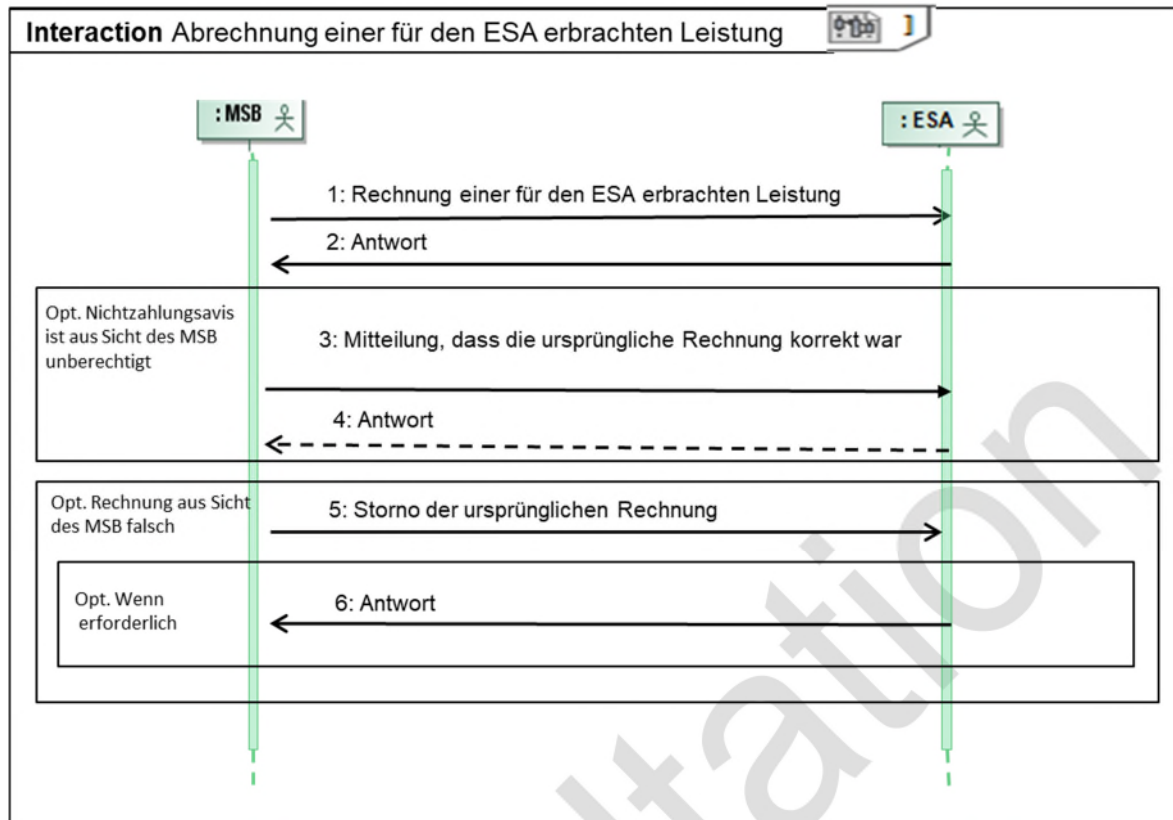 Interaction Abrechnung einer für den ESA erbrachten Leistung
: MSB
: ESA
1: Rechnung einer für den ESA erbrachten Leistung
2: Antwort
Opt. Nichtzahlungsavis
ist aus Sicht des MSB
unberechtigt
3: Mitteilung, dass die ursprüngliche Rechnung korrekt war
4: Antwort
Opt. Rechnung aus Sicht
des MSB falsch
5: Storno der ursprünglichen Rechnung
Opt. Wenn
erforderlich
6: Antwort
ltation